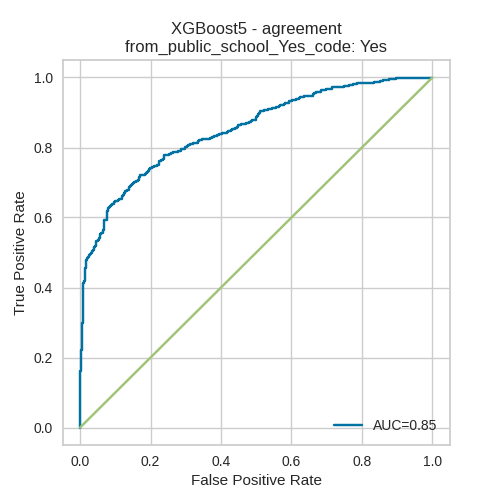 XGBoost5 - agreement
from_public_school_Yes_code: Yes
True Positive Rate
1.0
0.8
0.6
0.4
0.2
0.0
AUC=0.85
0.0 0.2 0.4 0.6 0.8 1.0
False Positive Rate